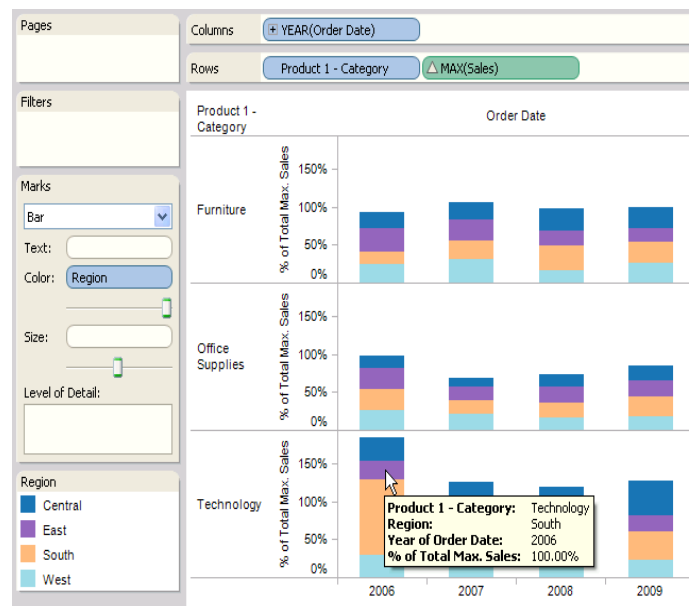 Pages
Columns
YEAR(Order Date)
Rows
Product 1 - Category
MAX(Sales)
Filters
Marks
Bar
Text:
Color:
Region
Size:
Level of Detail:
Region
Central
East
South
West
Product 1 -
Category
Order Date
Furniture
% of Total Max. Sales
150%
100%
50%
0%
Office
Supplies
% of Total Max. Sales
150%
100%
50%
0%
Technology
% of Total Max. Sales
150%
100%
50%
0%
Product 1 - Category: Technology
Region: South
Year of Order Date: 2006
% of Total Max. Sales: 100.00%
2006 2007 2008 2009